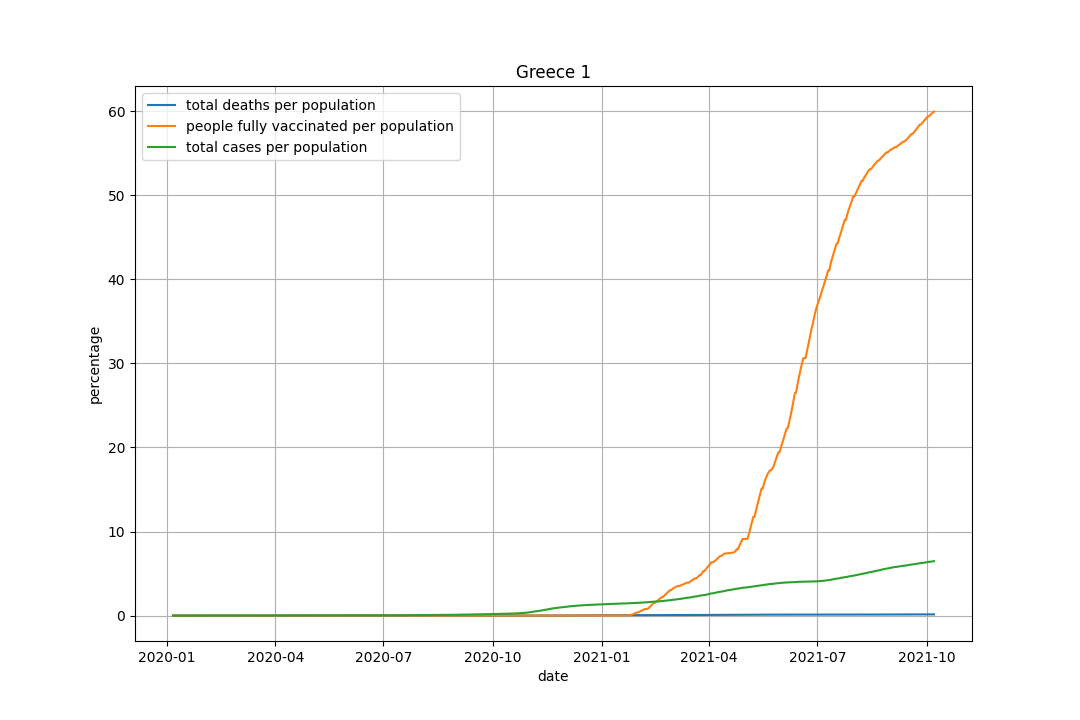 Greece 1
total deaths per population
people fully vaccinated per population
total cases per population
60
50
40
30
20
10
0
percentage
2020-01 2020-04 2020-07 2020-10 2021-01 2021-04 2021-07 2021-10
date